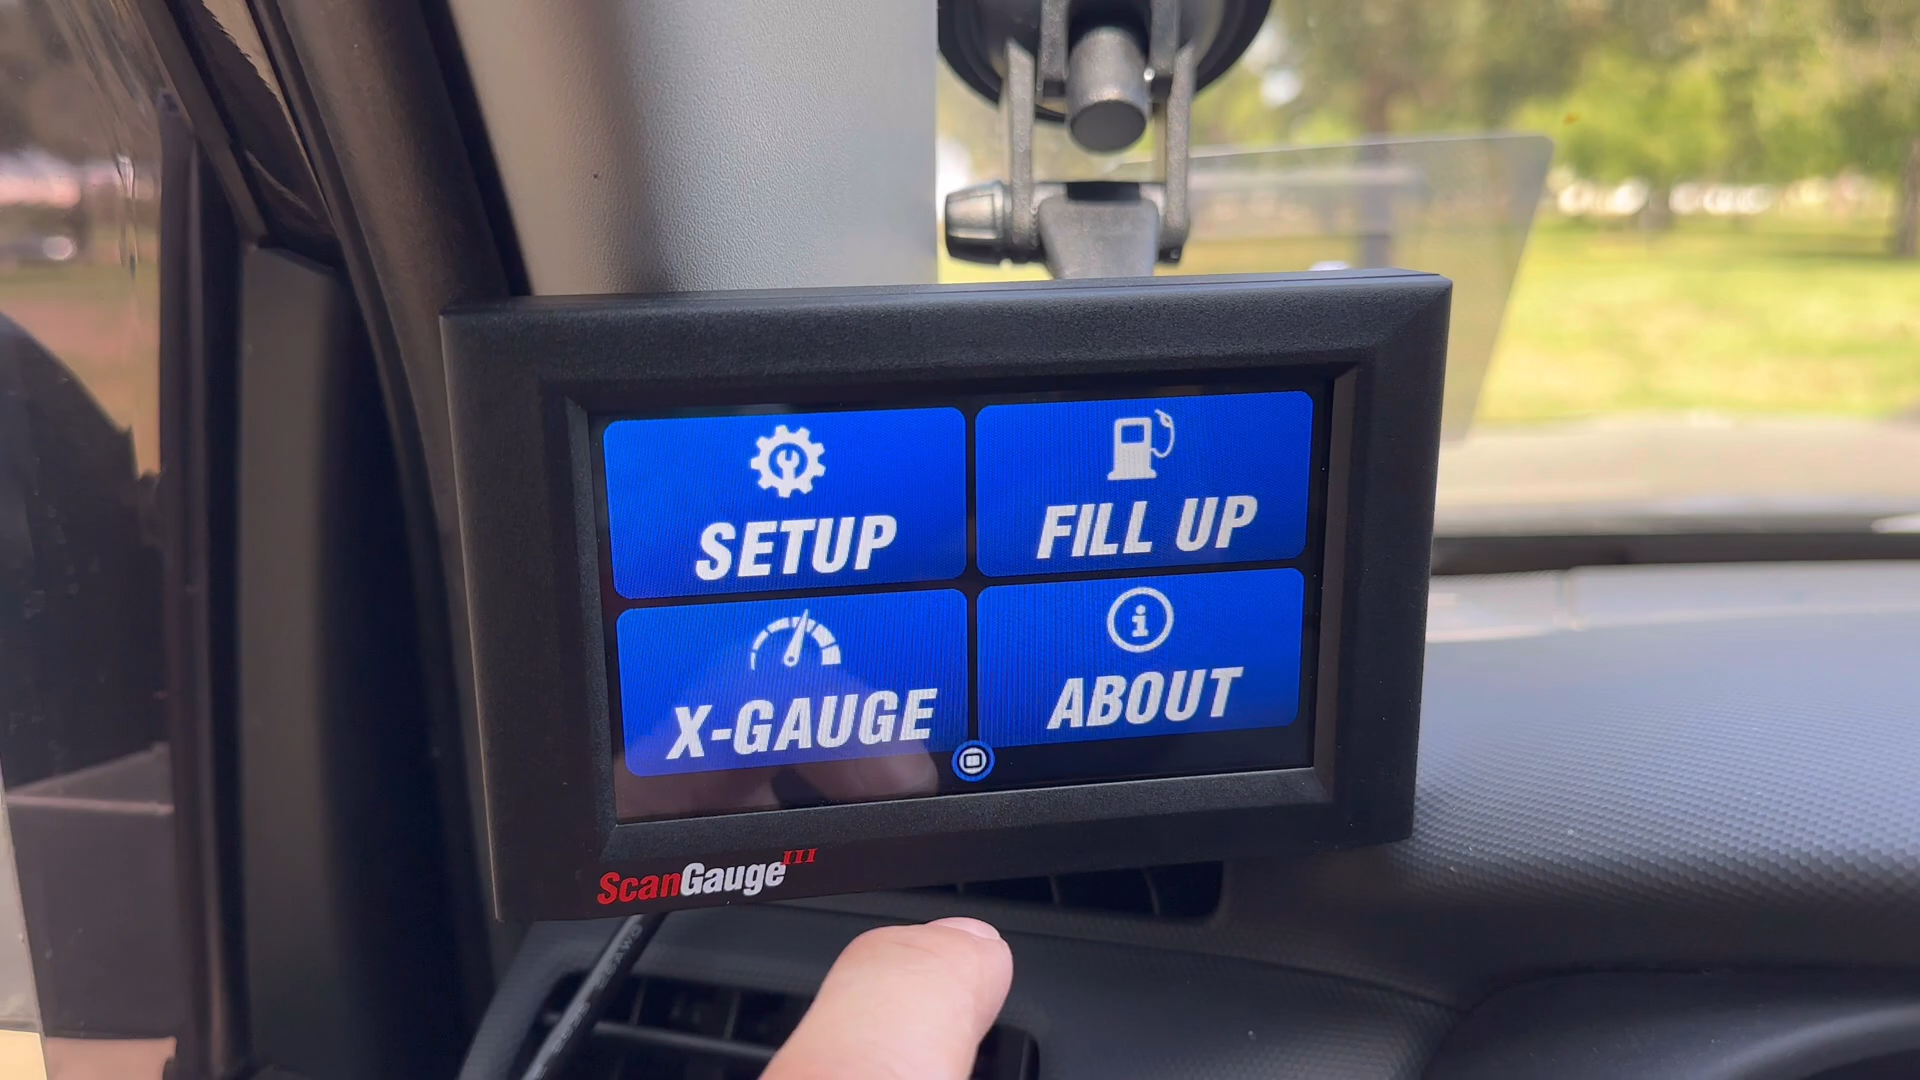 SETUP
FILL UP
X-GAUGE
ABOUT
ScanGauge III